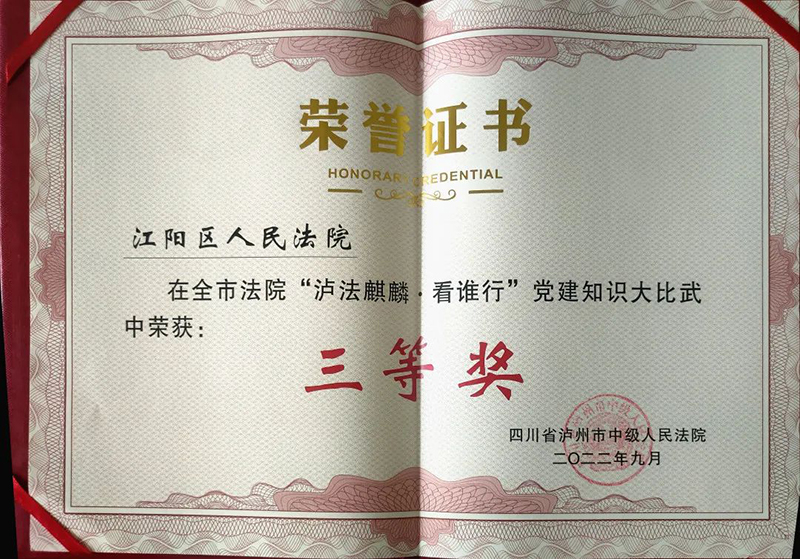 荣誉证书
HONORARY CREDENTIAL
江阳区人民法院
在全市法院“泸法麒麟·看谁行”党建知识大比武
中荣获：
三等奖
四川省泸州市中级人民法院
二〇二二年九月